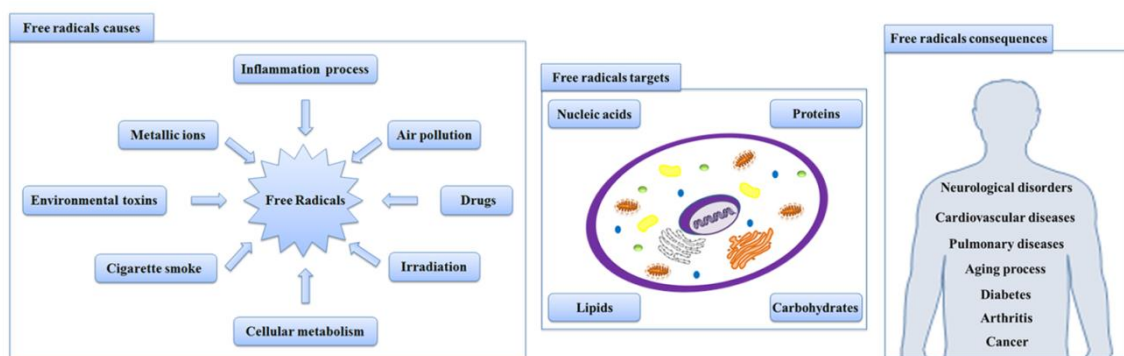 Free radicals causes
Inflammation process
Metallic ions
Air pollution
Environmental toxins
Free Radicals
Drugs
Cigarette smoke
Irradiation
Cellular metabolism
Free radicals targets
Nucleic acids
Proteins
Lipids
Carbohydrates
Free radicals consequences
Neurological disorders
Cardiovascular diseases
Pulmonary diseases
Aging process
Diabetes
Arthritis
Cancer